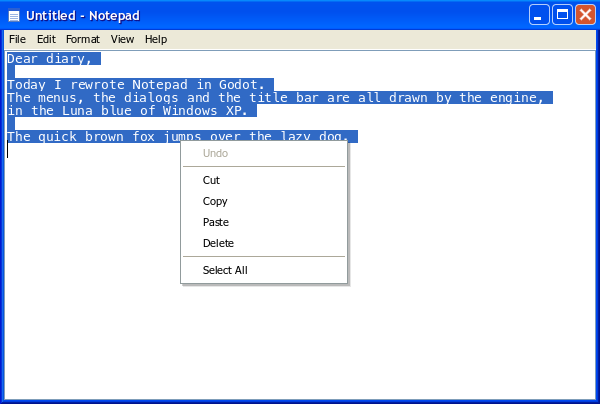 Untitled - Notepad
File Edit Format View Help
Dear diary,
Today I rewrote Notepad in Godot.
The menus, the dialogs and the title bar are all drawn by the engine,
in the Luna blue of Windows XP.
The quick brown fox jumps over the lazy dog.
Undo
Cut
Copy
Paste
Delete
Select All